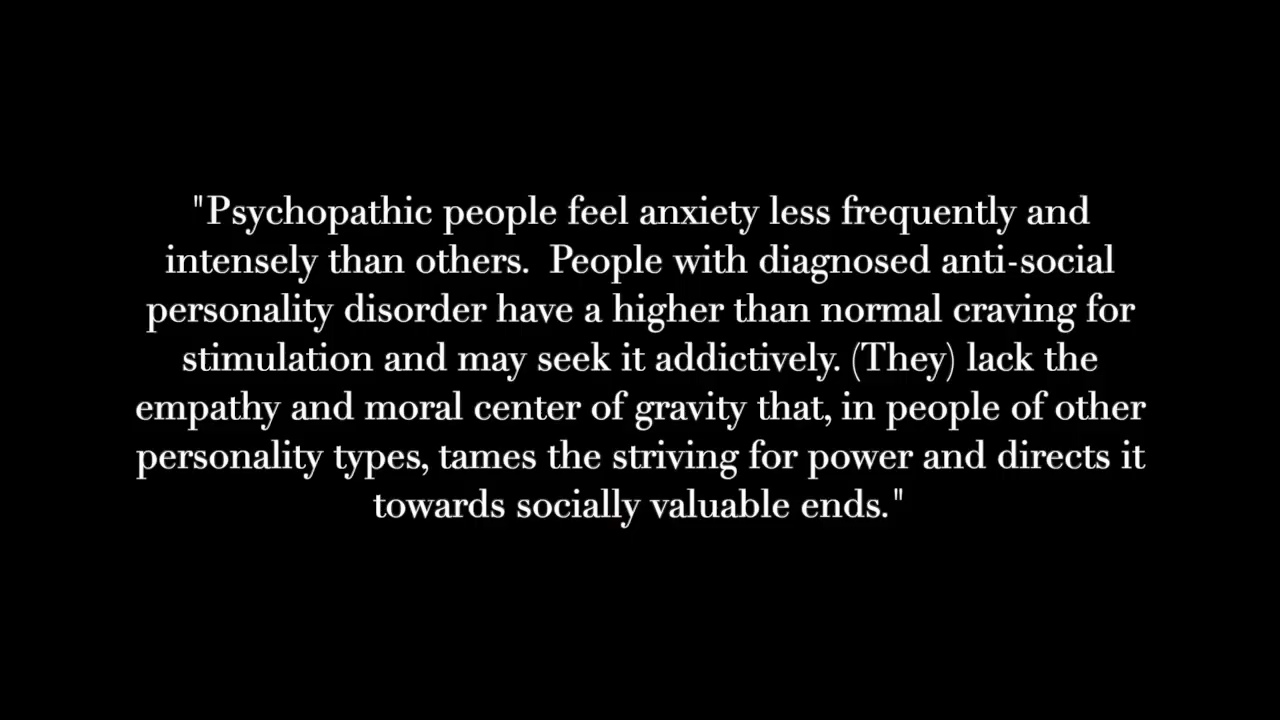 "Psychopathic people feel anxiety less frequently and
intensely than others.  People with diagnosed anti-social
personality disorder have a higher than normal craving for
stimulation and may seek it addictively. (They) lack the
empathy and moral center of gravity that, in people of other
personality types, tames the striving for power and directs it
towards socially valuable ends."